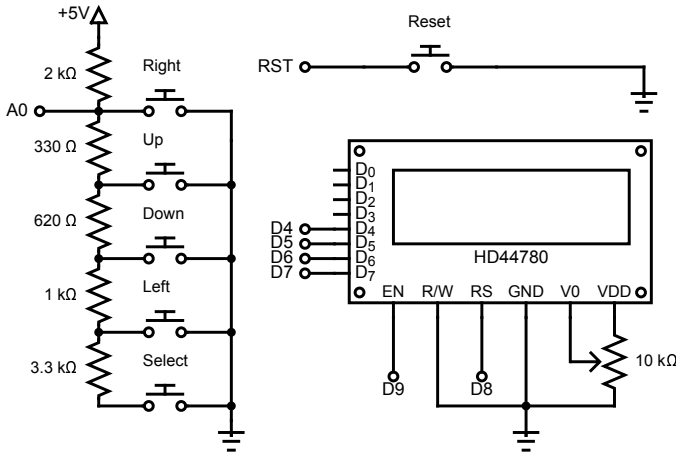 +5V
Reset
2 kΩ
Right
RST
A0
330 Ω
Up
620 Ω
Down
1 kΩ
Left
3.3 kΩ
Select
D0
D1
D2
D3
D4 D4
D5 D5
D6 D6
D7 D7
HD44780
EN R/W RS GND V0 VDD
10 kΩ
D9 D8